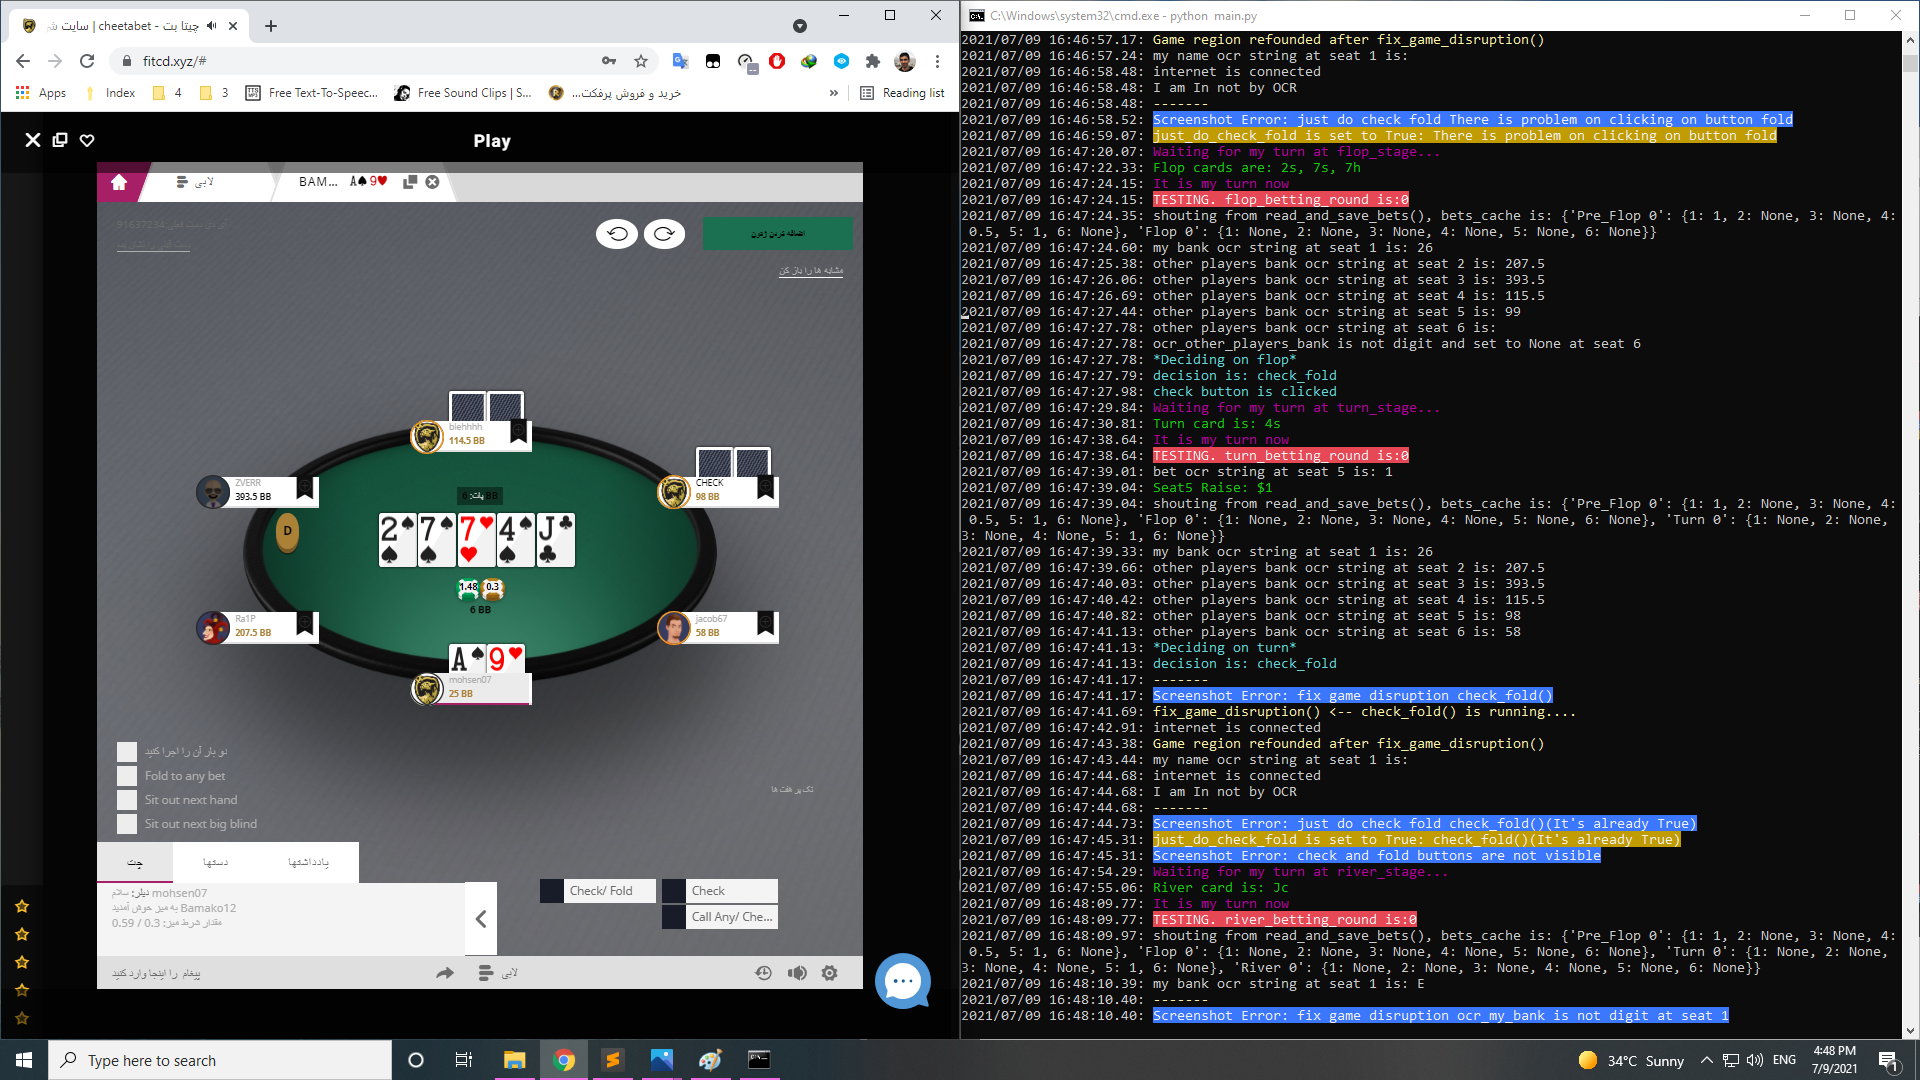 چیتا بت - cheetabet | سایت
fitcd.xyz/#
Apps
Index
4
3
Free Text-To-Speec...
Free Sound Clips | S...
خرید و فروش پرفکت...
»
Reading list
Play
لابی
BAM... A♠9♥
91637234
اضافه کردن ژتون
مشابه ها را باز کن
blehhhh
114.5 BB
ZVERR
393.5 BB
CHECK
98 BB
پات: 6 BB
D
2 7 7 4 J
1.48 0.3
6 BB
Ra1P
207.5 BB
jacob67
58 BB
A 9
mohsen07
25 BB
دو بار آن را اجرا کنید
Fold to any bet
Sit out next hand
Sit out next big blind
تک پر هفت ها
چت
دستها
یادداشتها
دیلر: سلام mohsen07
Bamako12 به میز خوش آمدید
مقدار شرط میز: 0.3 / 0.59
Check/ Fold
Check
Call Any/ Che...
پیغام را اینجا وارد کنید
لابی
C:\Windows\system32\cmd.exe - python main.py
2021/07/09 16:46:57.17: Game region refounded after fix_game_disruption()
2021/07/09 16:46:57.24: my name ocr string at seat 1 is:
2021/07/09 16:46:58.48: internet is connected
2021/07/09 16:46:58.48: I am In not by OCR
2021/07/09 16:46:58.48: -------
2021/07/09 16:46:58.52: Screenshot Error: just do check fold There is problem on clicking on button fold
2021/07/09 16:46:59.07: just_do_check_fold is set to True: There is problem on clicking on button fold
2021/07/09 16:47:20.07: Waiting for my turn at flop_stage...
2021/07/09 16:47:22.33: Flop cards are: 2s, 7s, 7h
2021/07/09 16:47:24.15: It is my turn now
2021/07/09 16:47:24.15: TESTING. flop_betting_round is:0
2021/07/09 16:47:24.35: shouting from read_and_save_bets(), bets_cache is: {'Pre_Flop 0': {1: 1, 2: None, 3: None, 4:
 0.5, 5: 1, 6: None}, 'Flop 0': {1: None, 2: None, 3: None, 4: None, 5: None, 6: None}}
2021/07/09 16:47:24.60: my bank ocr string at seat 1 is: 26
2021/07/09 16:47:25.38: other players bank ocr string at seat 2 is: 207.5
2021/07/09 16:47:26.06: other players bank ocr string at seat 3 is: 393.5
2021/07/09 16:47:26.69: other players bank ocr string at seat 4 is: 115.5
2021/07/09 16:47:27.44: other players bank ocr string at seat 5 is: 99
2021/07/09 16:47:27.78: other players bank ocr string at seat 6 is:
2021/07/09 16:47:27.78: ocr_other_players_bank is not digit and set to None at seat 6
2021/07/09 16:47:27.78: *Deciding on flop*
2021/07/09 16:47:27.79: decision is: check_fold
2021/07/09 16:47:27.98: check button is clicked
2021/07/09 16:47:29.84: Waiting for my turn at turn_stage...
2021/07/09 16:47:30.81: Turn card is: 4s
2021/07/09 16:47:38.64: It is my turn now
2021/07/09 16:47:38.64: TESTING. turn_betting_round is:0
2021/07/09 16:47:39.01: bet ocr string at seat 5 is: 1
2021/07/09 16:47:39.04: Seat5 Raise: $1
2021/07/09 16:47:39.04: shouting from read_and_save_bets(), bets_cache is: {'Pre_Flop 0': {1: 1, 2: None, 3: None, 4:
 0.5, 5: 1, 6: None}, 'Flop 0': {1: None, 2: None, 3: None, 4: None, 5: None, 6: None}, 'Turn 0': {1: None, 2: None,
3: None, 4: None, 5: 1, 6: None}}
2021/07/09 16:47:39.33: my bank ocr string at seat 1 is: 26
2021/07/09 16:47:39.66: other players bank ocr string at seat 2 is: 207.5
2021/07/09 16:47:40.03: other players bank ocr string at seat 3 is: 393.5
2021/07/09 16:47:40.42: other players bank ocr string at seat 4 is: 115.5
2021/07/09 16:47:40.82: other players bank ocr string at seat 5 is: 98
2021/07/09 16:47:41.13: other players bank ocr string at seat 6 is: 58
2021/07/09 16:47:41.13: *Deciding on turn*
2021/07/09 16:47:41.13: decision is: check_fold
2021/07/09 16:47:41.17: -------
2021/07/09 16:47:41.17: Screenshot Error: fix game disruption check_fold()
2021/07/09 16:47:41.69: fix_game_disruption() <-- check_fold() is running....
2021/07/09 16:47:42.91: internet is connected
2021/07/09 16:47:43.38: Game region refounded after fix_game_disruption()
2021/07/09 16:47:43.44: my name ocr string at seat 1 is:
2021/07/09 16:47:44.68: internet is connected
2021/07/09 16:47:44.68: I am In not by OCR
2021/07/09 16:47:44.68: -------
2021/07/09 16:47:44.73: Screenshot Error: just do check fold check_fold()(It's already True)
2021/07/09 16:47:45.31: just_do_check_fold is set to True: check_fold()(It's already True)
2021/07/09 16:47:45.31: Screenshot Error: check and fold buttons are not visible
2021/07/09 16:47:54.29: Waiting for my turn at river_stage...
2021/07/09 16:47:55.06: River card is: Jc
2021/07/09 16:48:09.77: It is my turn now
2021/07/09 16:48:09.77: TESTING. river_betting_round is:0
2021/07/09 16:48:09.97: shouting from read_and_save_bets(), bets_cache is: {'Pre_Flop 0': {1: 1, 2: None, 3: None, 4:
 0.5, 5: 1, 6: None}, 'Flop 0': {1: None, 2: None, 3: None, 4: None, 5: None, 6: None}, 'Turn 0': {1: None, 2: None,
3: None, 4: None, 5: 1, 6: None}, 'River 0': {1: None, 2: None, 3: None, 4: None, 5: None, 6: None}}
2021/07/09 16:48:10.39: my bank ocr string at seat 1 is: E
2021/07/09 16:48:10.40: -------
2021/07/09 16:48:10.40: Screenshot Error: fix game disruption ocr_my_bank is not digit at seat 1
Type here to search
34°C Sunny
ENG
4:48 PM
7/9/2021
1